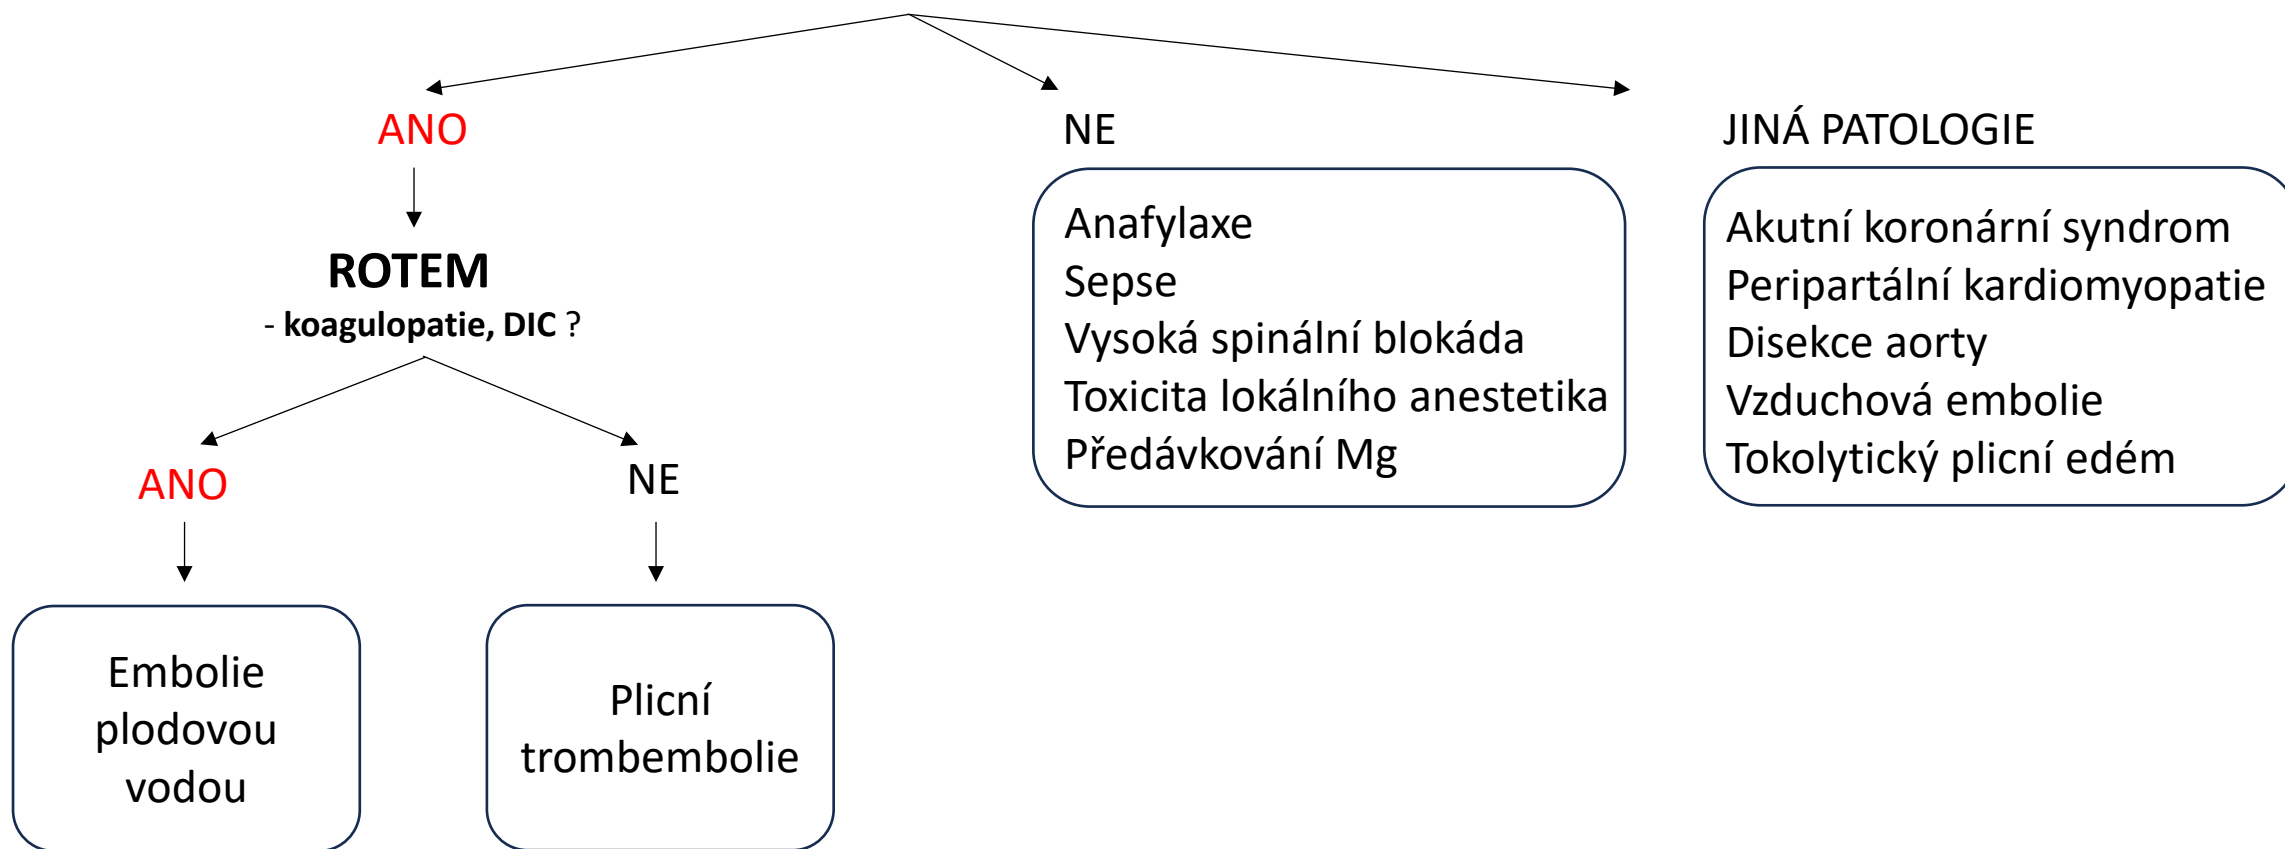 ANO
NE
JINÁ PATOLOGIE
ROTEM
- koagulopatie, DIC ?
ANO
NE
Embolie
plodovou
vodou
Plicní
trombembolie
Anafylaxe
Sepse
Vysoká spinální blokáda
Toxicita lokálního anestetika
Předávkování Mg
Akutní koronární syndrom
Peripartální kardiomyopatie
Disekce aorty
Vzduchová embolie
Tokolytický plicní edém